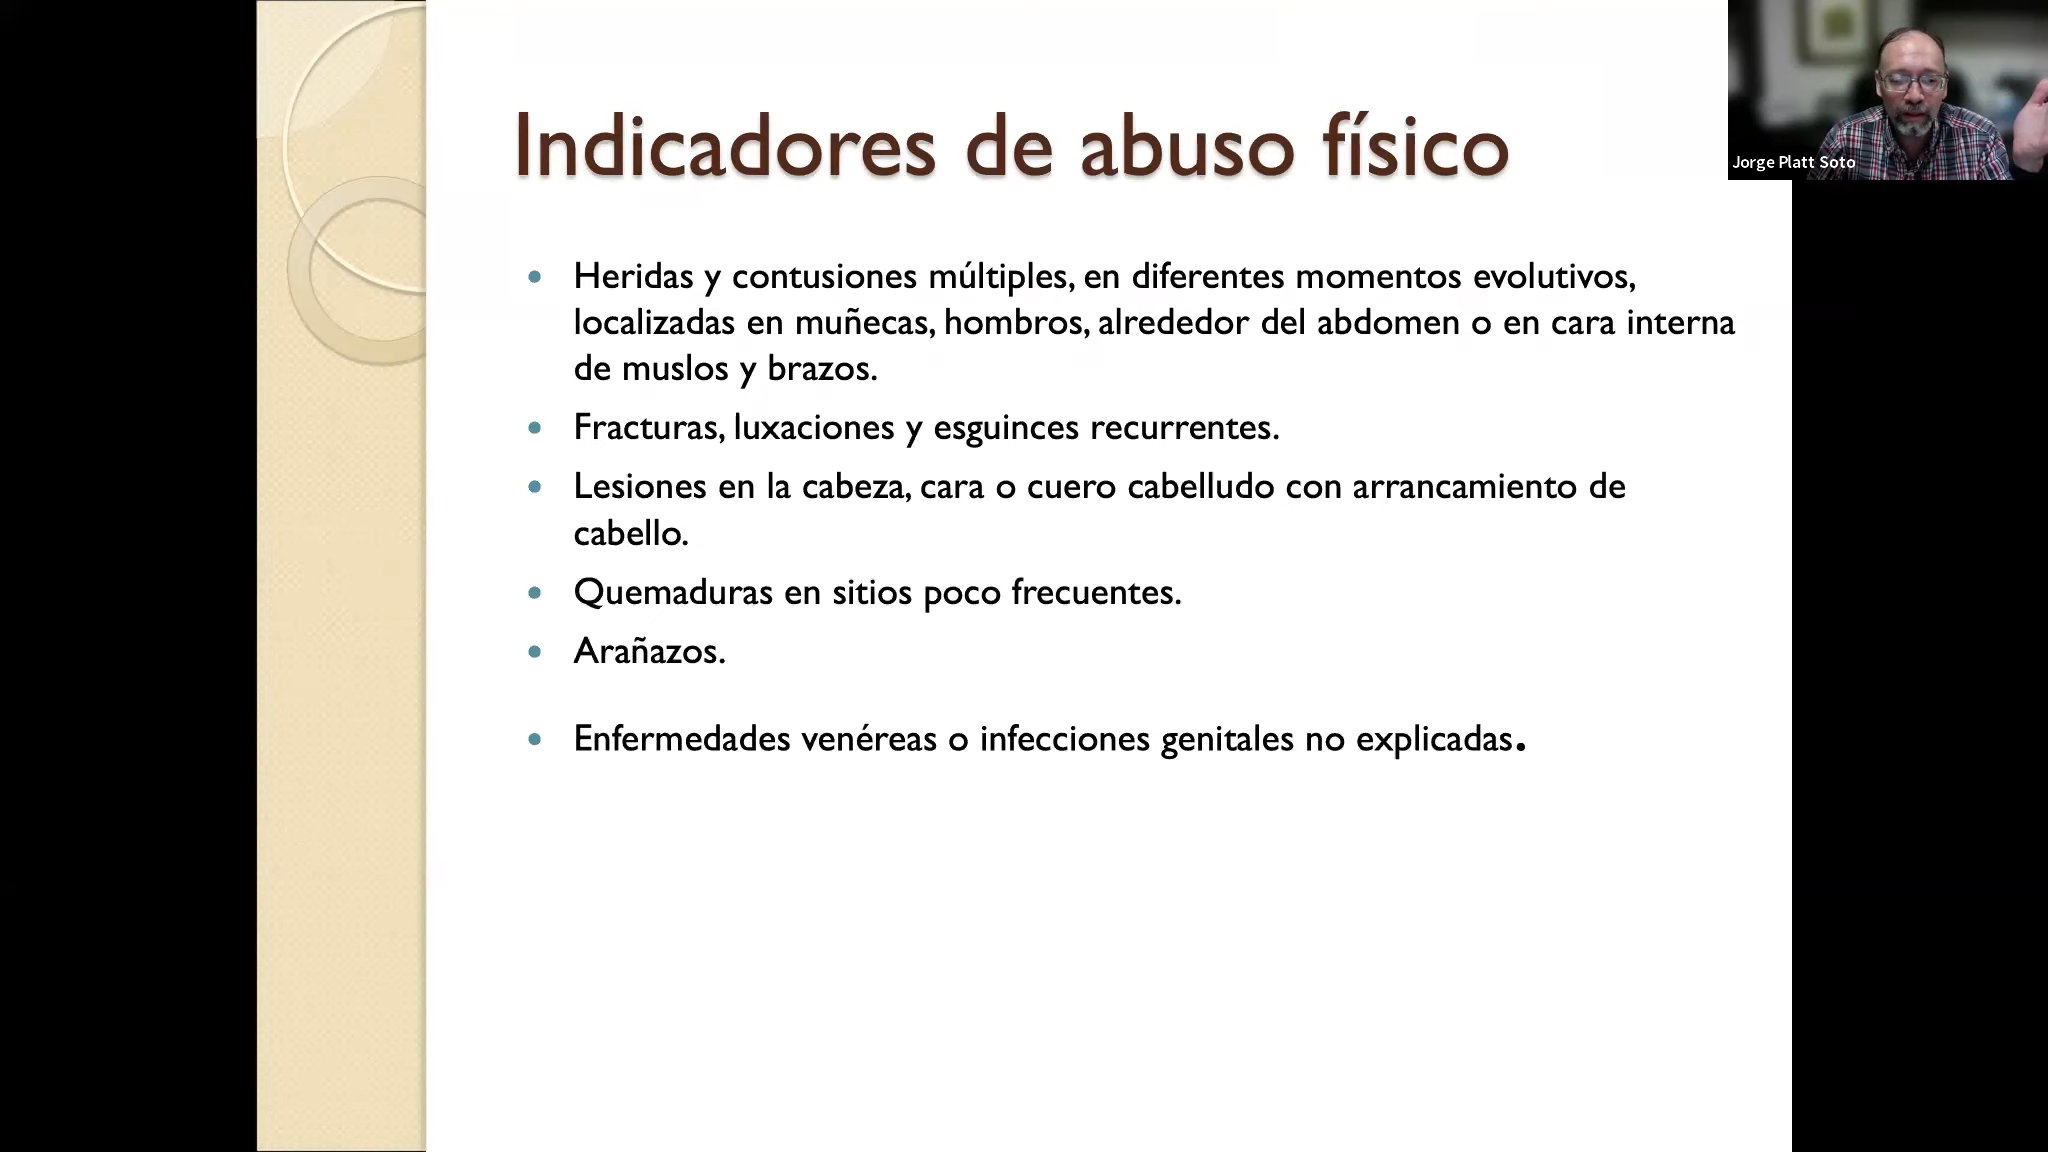 Indicadores de abuso físico
Jorge Platt Soto
• Heridas y contusiones múltiples, en diferentes momentos evolutivos,
localizadas en muñecas, hombros, alrededor del abdomen o en cara interna
de muslos y brazos.
• Fracturas, luxaciones y esguinces recurrentes.
• Lesiones en la cabeza, cara o cuero cabelludo con arrancamiento de
cabello.
• Quemaduras en sitios poco frecuentes.
• Arañazos.
• Enfermedades venéreas o infecciones genitales no explicadas.